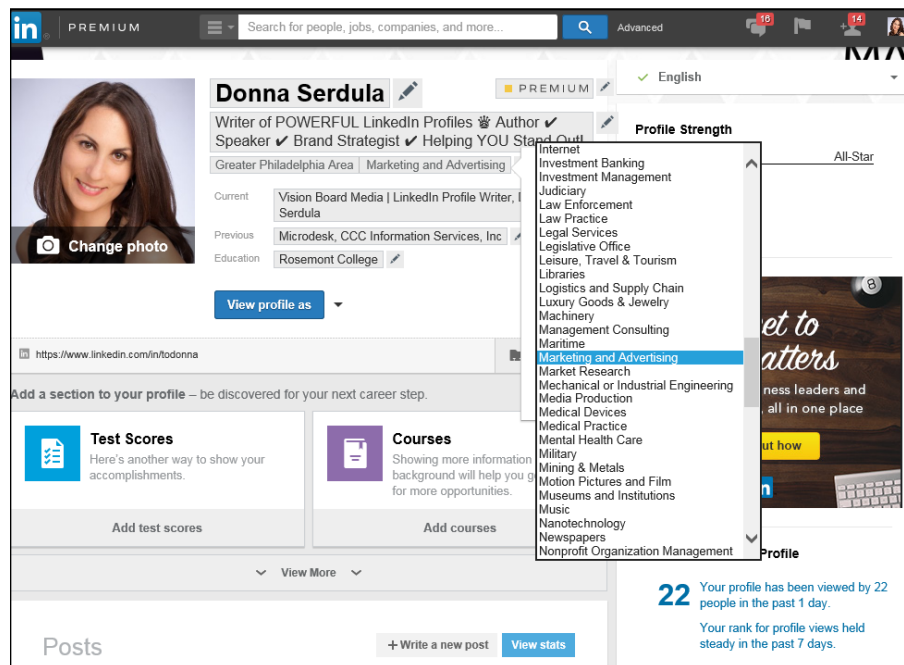 in PREMIUM
Search for people, jobs, companies, and more...
Advanced
16
14
Donna Serdula
PREMIUM
Writer of POWERFUL LinkedIn Profiles ♛ Author ✔
Speaker ✔ Brand Strategist ✔ Helping YOU Stand Out!
Greater Philadelphia Area
Marketing and Advertising
Current
Vision Board Media | LinkedIn Profile Writer,
Serdula
Previous
Microdesk, CCC Information Services, Inc
Education
Rosemont College
Change photo
View profile as
https://www.linkedin.com/in/todonna
Internet
Investment Banking
Investment Management
Judiciary
Law Enforcement
Law Practice
Legal Services
Legislative Office
Leisure, Travel & Tourism
Libraries
Logistics and Supply Chain
Luxury Goods & Jewelry
Machinery
Management Consulting
Maritime
Marketing and Advertising
Market Research
Mechanical or Industrial Engineering
Media Production
Medical Devices
Medical Practice
Mental Health Care
Military
Mining & Metals
Motion Pictures and Film
Museums and Institutions
Music
Nanotechnology
Newspapers
Nonprofit Organization Management
✓ English
Profile Strength
All-Star
8
et to
atters
ness leaders and
, all in one place
ut how
in
Add a section to your profile – be discovered for your next career step.
Test Scores
Here's another way to show your
accomplishments.
Add test scores
Courses
Showing more information
background will help you g
for more opportunities.
Add courses
View More
Profile
22
Your profile has been viewed by 22
people in the past 1 day.
Your rank for profile views held
steady in the past 7 days.
Posts
+ Write a new post
View stats